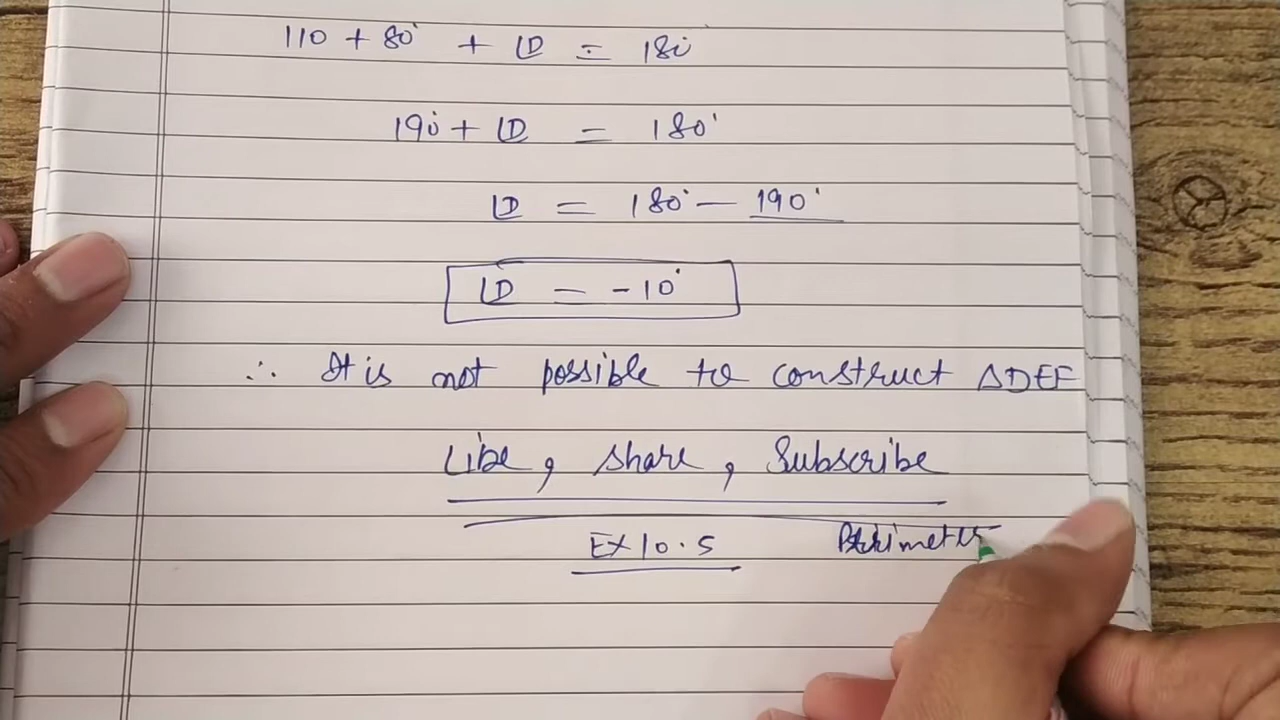 110 + 80° + ∠D = 180°
190° + ∠D = 180°
∠D = 180° - 190°
∠D = -10°
∴ It is not possible to construct △DEF
Like, Share, Subscribe
Ex 10.5